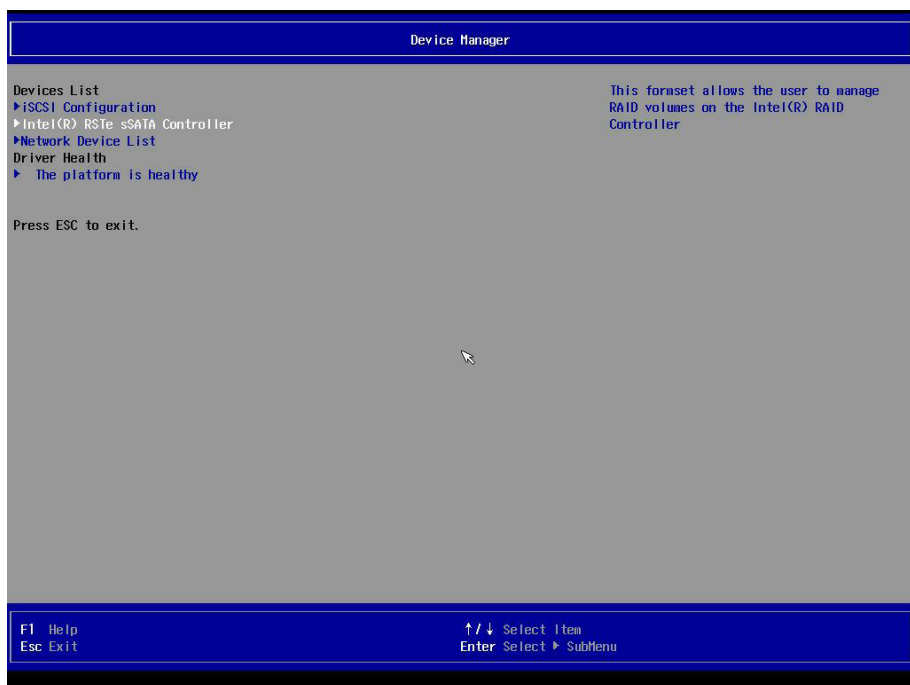 Device Manager
Devices List
▶iSCSI Configuration
▶Intel(R) RSTe sSATA Controller
▶Network Device List
Driver Health
▶ The platform is healthy
Press ESC to exit.
This formset allows the user to manage
RAID volumes on the Intel(R) RAID
Controller
F1 Help
Esc Exit
↑/↓ Select Item
Enter Select ▶ SubMenu